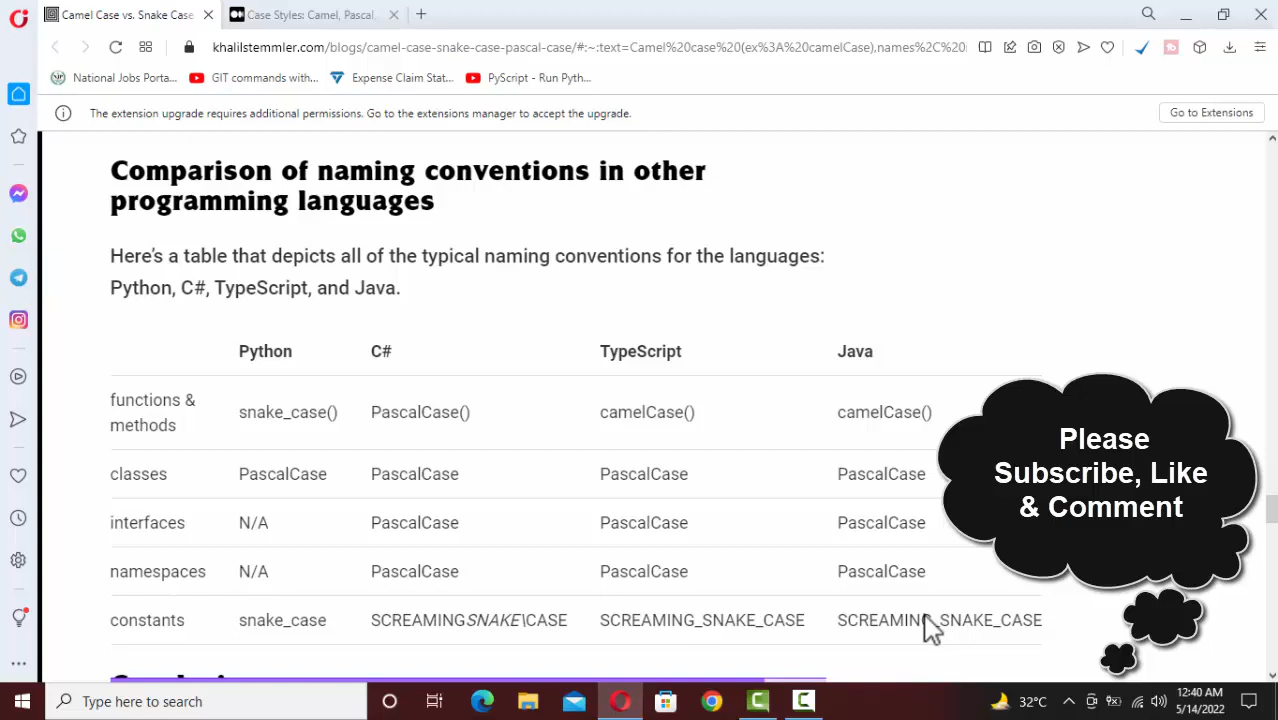 Camel Case vs. Snake Case
Case Styles: Camel, Pascal,
khalilstemmler.com/blogs/camel-case-snake-case-pascal-case/#:~:text=Camel%20case%20(ex%3A%20camelCase),names%2C%20
National Jobs Porta...
GIT commands with...
Expense Claim Stat...
PyScript - Run Pyth...
The extension upgrade requires additional permissions. Go to the extensions manager to accept the upgrade.
Go to Extensions
Comparison of naming conventions in other
programming languages
Here's a table that depicts all of the typical naming conventions for the languages:
Python, C#, TypeScript, and Java.
Python C# TypeScript Java
functions &
methods
snake_case() PascalCase() camelCase() camelCase()
classes PascalCase PascalCase PascalCase PascalCase
interfaces N/A PascalCase PascalCase PascalCase
namespaces N/A PascalCase PascalCase PascalCase
constants snake_case SCREAMINGSNAKE\CASE SCREAMING_SNAKE_CASE SCREAMING_SNAKE_CASE
Please
Subscribe, Like
& Comment
Type here to search
32°C
12:40 AM
5/14/2022